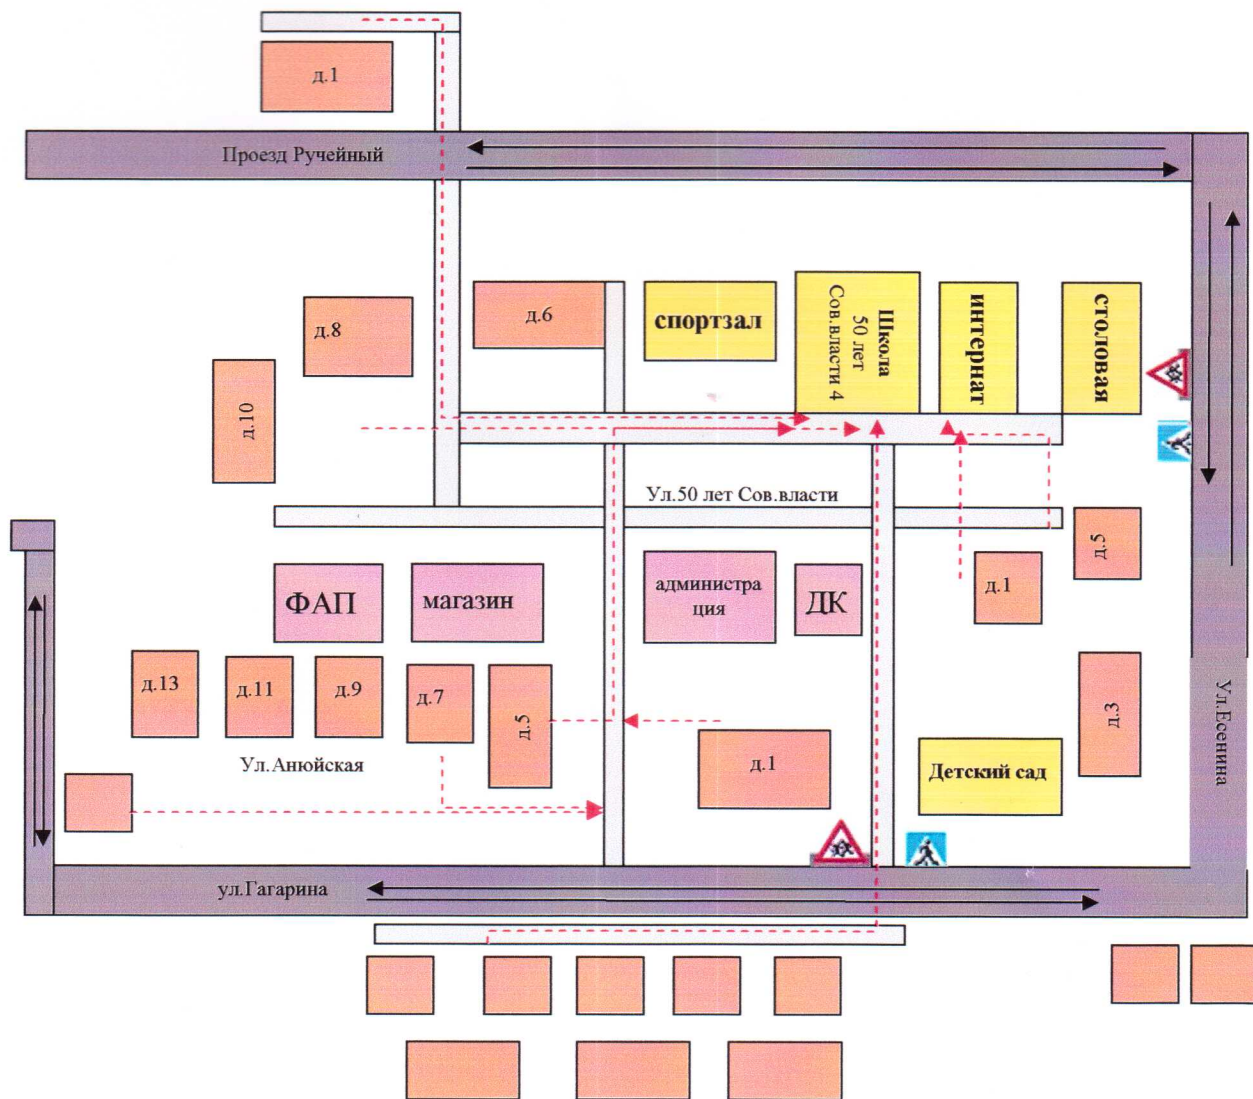 д.1
Проезд Ручейный
д.8
д.6
спортзал
Школа
50 лет
Сов.власти 4
интернат
столовая
д.10
Ул.50 лет Сов.власти
д.5
д.1
ФАП
магазин
администра
ция
ДК
д.13
д.11
д.9
д.7
д.5
д.3
Ул.Есенина
Ул.Анюйская
д.1
Детский сад
ул.Гагарина